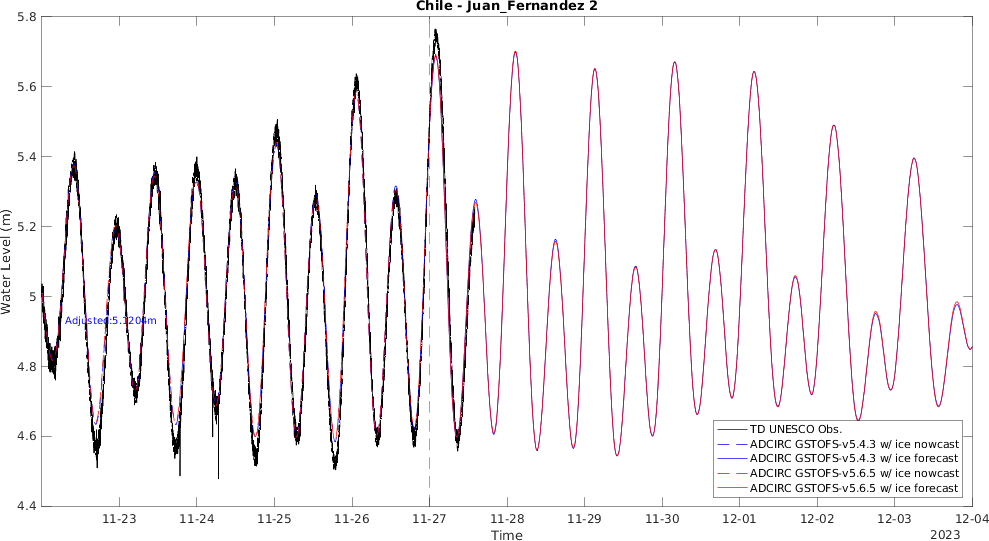 Chile - Juan_Fernandez 2
5.8
5.6
5.4
5.2
5
4.8
4.6
4.4
Water Level (m)
Adjusted:5.1204m
TD UNESCO Obs.
ADCIRC GSTOFS-v5.4.3 w/ ice nowcast
ADCIRC GSTOFS-v5.4.3 w/ ice forecast
ADCIRC GSTOFS-v5.6.5 w/ ice nowcast
ADCIRC GSTOFS-v5.6.5 w/ ice forecast
11-23 11-24 11-25 11-26 11-27 11-28 11-29 11-30 12-01 12-02 12-03 12-04
Time
2023